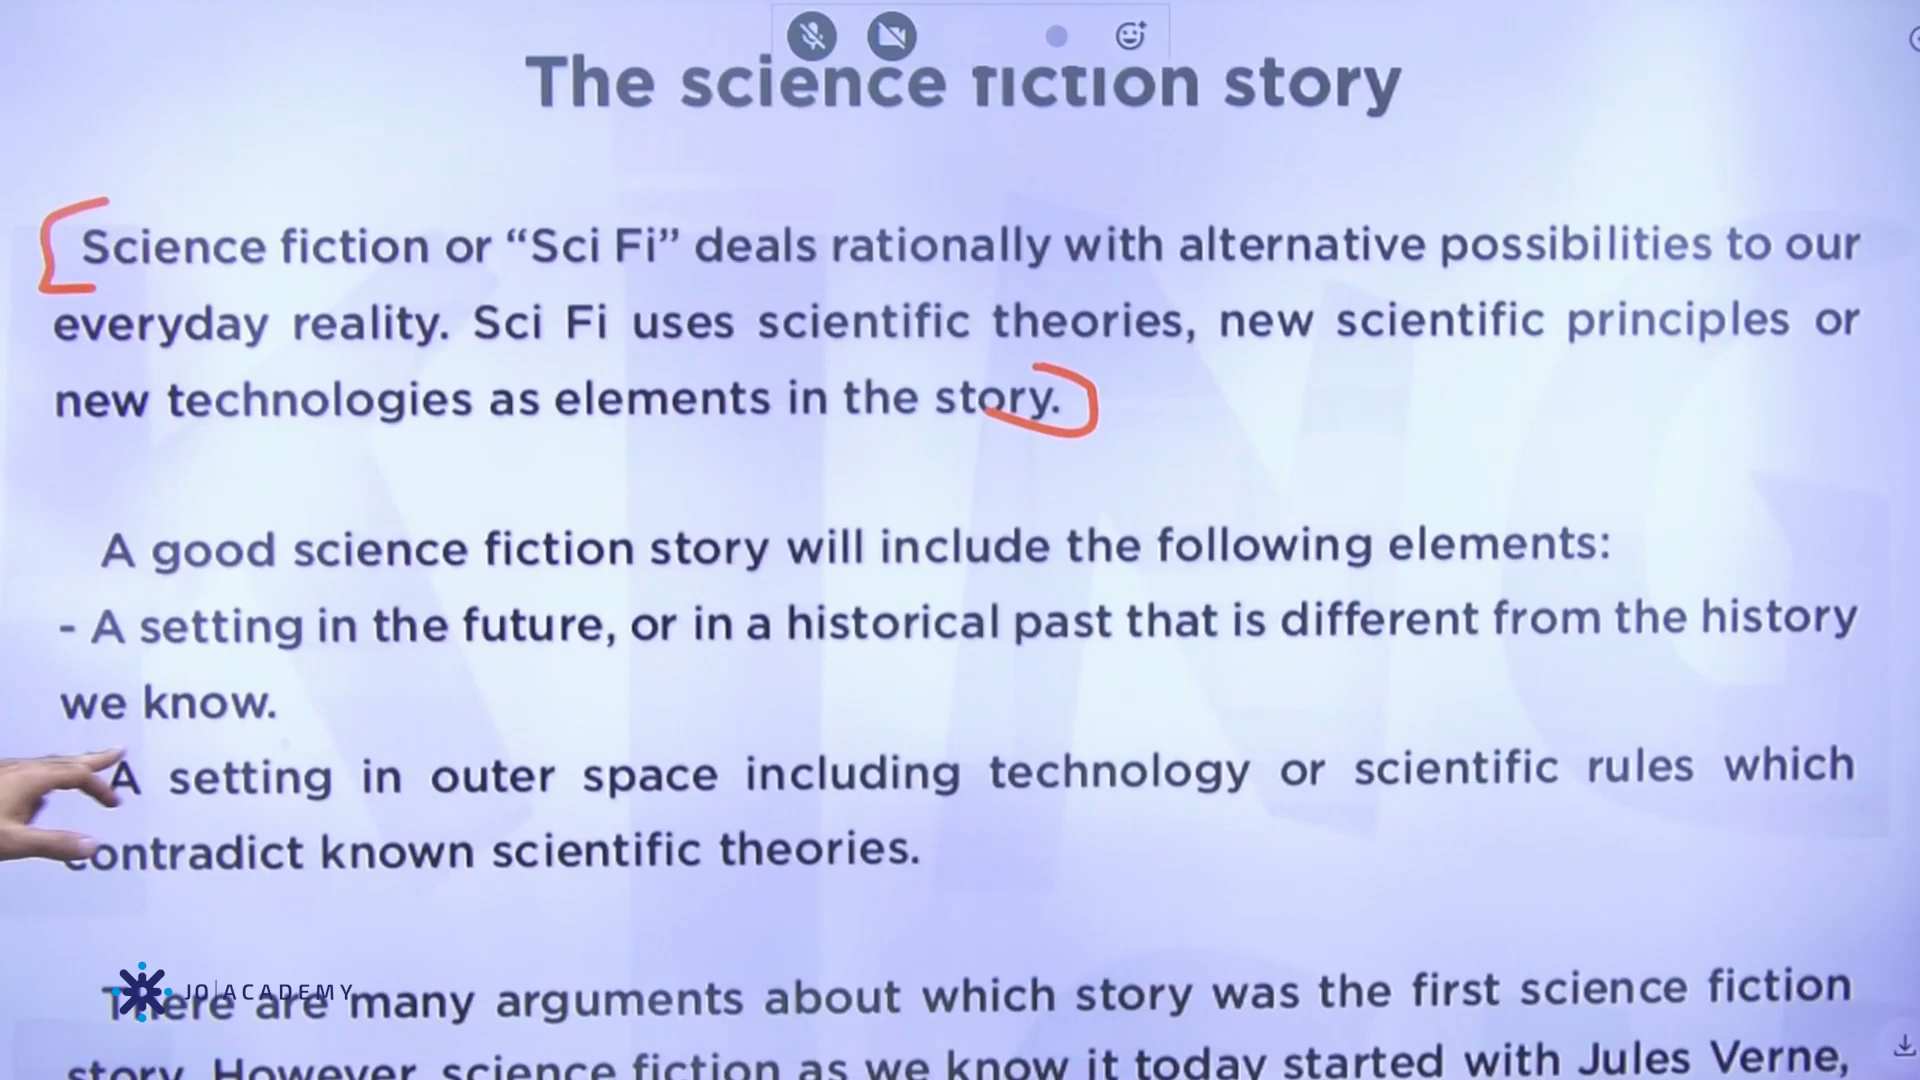 The science fiction story
Science fiction or “Sci Fi” deals rationally with alternative possibilities to our
everyday reality. Sci Fi uses scientific theories, new scientific principles or
new technologies as elements in the story.
A good science fiction story will include the following elements:
- A setting in the future, or in a historical past that is different from the history
we know.
A setting in outer space including technology or scientific rules which
contradict known scientific theories.
There are many arguments about which story was the first science fiction
JO|ACADEMY
story. However science fiction as we know it today started with Jules Verne,